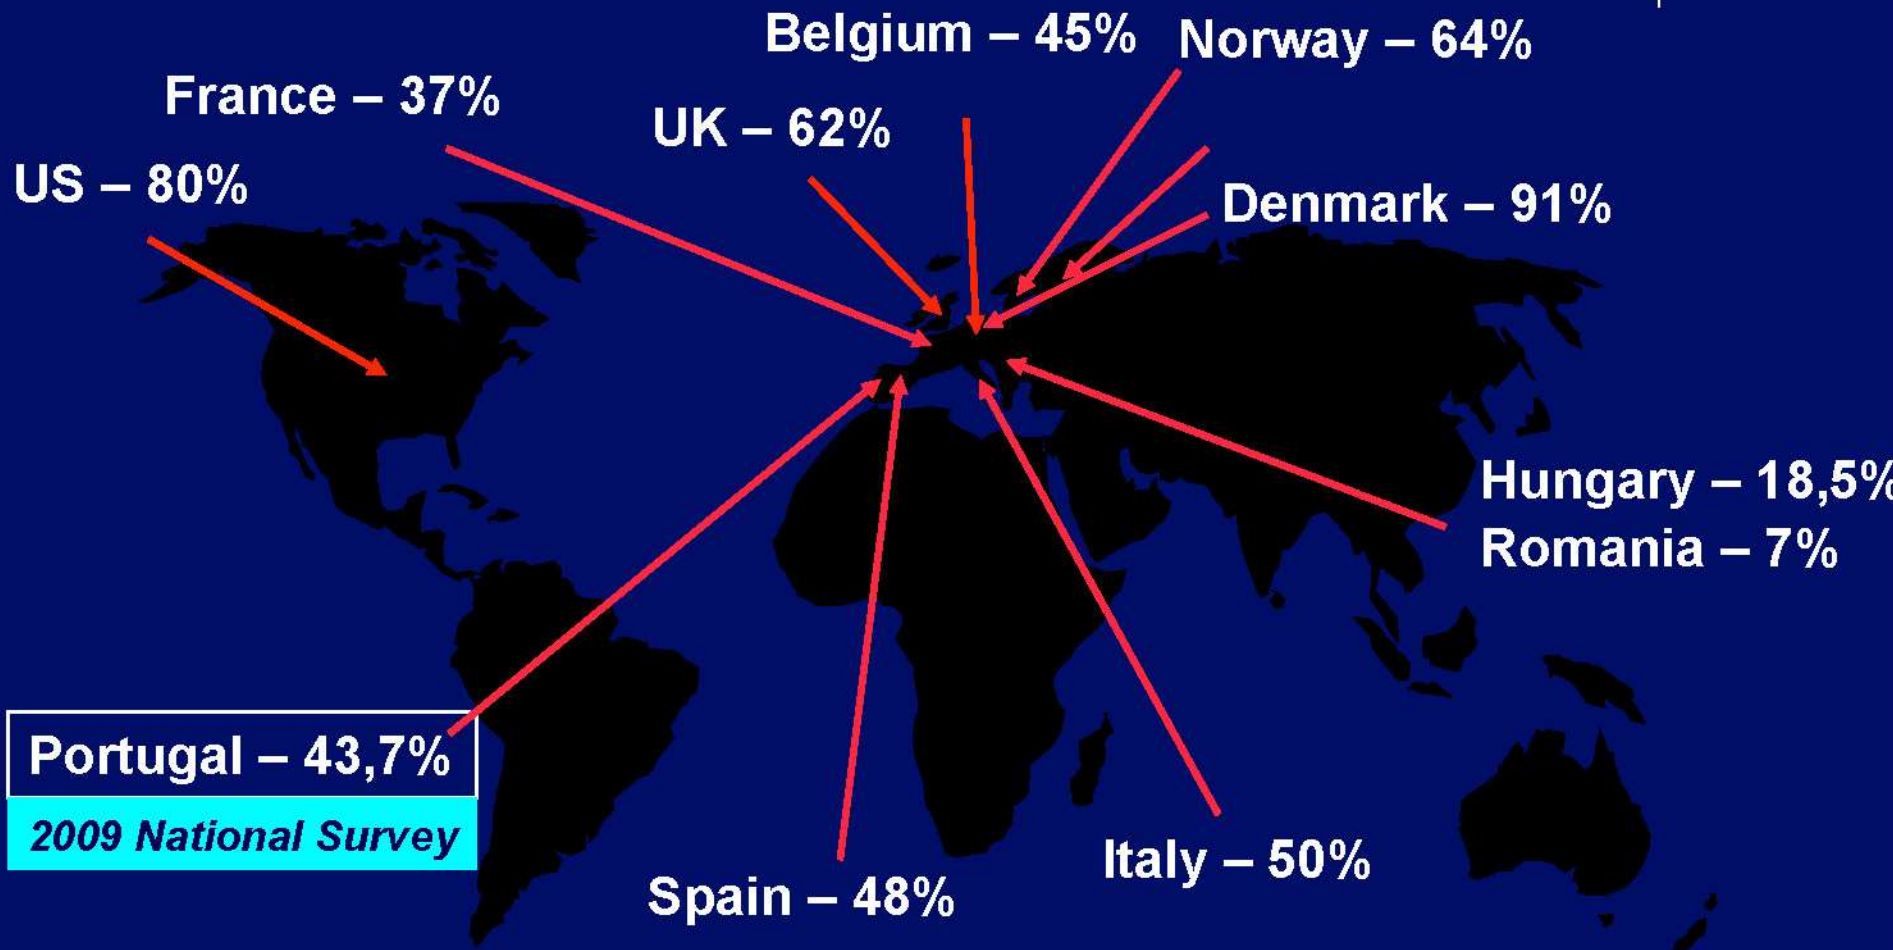 Belgium – 45%
Norway – 64%
France – 37%
UK – 62%
US – 80%
Denmark – 91%
Hungary – 18,5%
Romania – 7%
Portugal – 43,7%
2009 National Survey
Italy – 50%
Spain – 48%